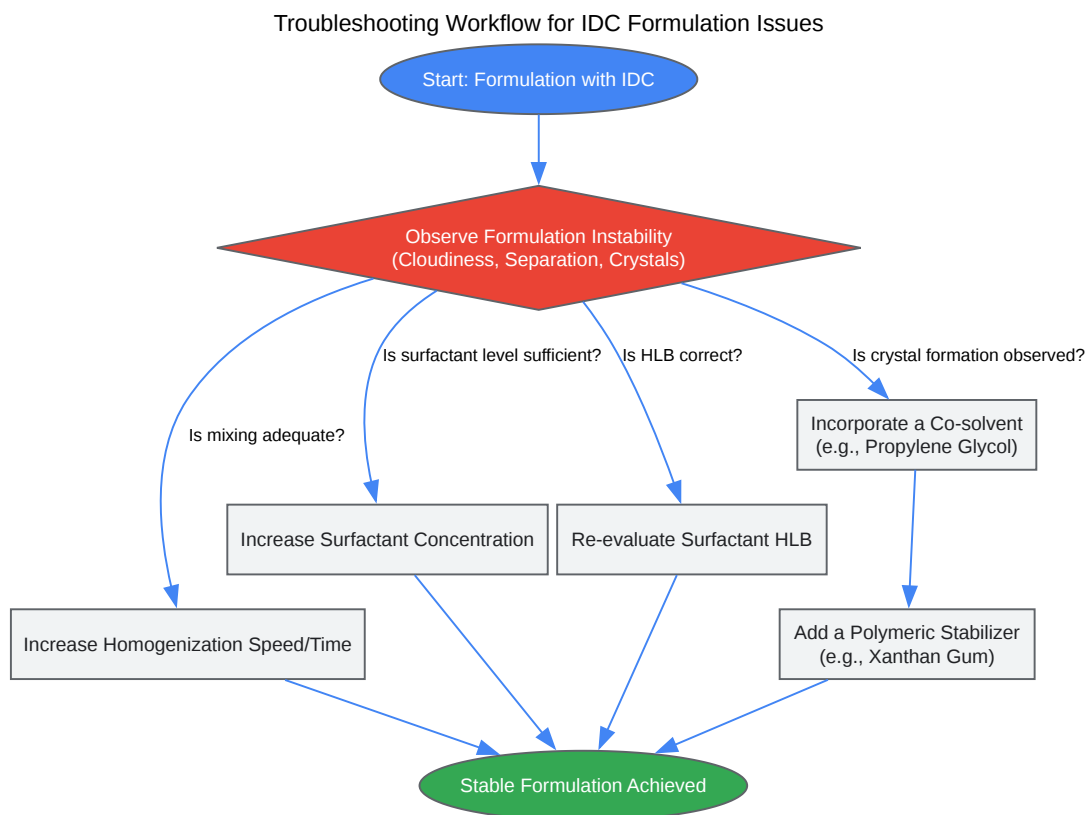 Troubleshooting Workflow for IDC Formulation Issues
Start: Formulation with IDC
Observe Formulation Instability
(Cloudiness, Separation, Crystals)
Is surfactant level sufficient?
Is HLB correct?
Is crystal formation observed?
Is mixing adequate?
Incorporate a Co-solvent
(e.g., Propylene Glycol)
Increase Surfactant Concentration
Re-evaluate Surfactant HLB
Increase Homogenization Speed/Time
Add a Polymeric Stabilizer
(e.g., Xanthan Gum)
Stable Formulation Achieved